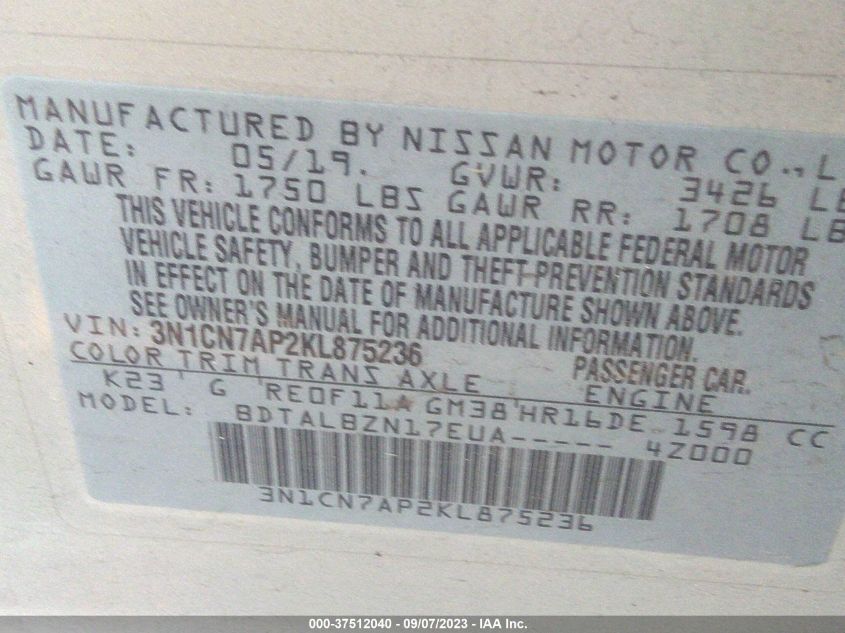 MANUFACTURED BY NISSAN MOTOR CO., L
DATE: 05/19. GVWR: 3426 LB
GAWR FR: 1750 LBS GAWR RR: 1708 LB
THIS VEHICLE CONFORMS TO ALL APPLICABLE FEDERAL MOTOR
VEHICLE SAFETY, BUMPER AND THEFT-PREVENTION STANDARDS
IN EFFECT ON THE DATE OF MANUFACTURE SHOWN ABOVE.
SEE OWNER'S MANUAL FOR ADDITIONAL INFORMATION.
VIN: 3N1CN7AP2KL875236 PASSENGER CAR.
COLOR TRIM TRANS AXLE ENGINE
K23 G RE0F11A GM38 HR16DE 1598 CC
MODEL: BDTALBZN17EUA----- 4Z000
3N1CN7AP2KL875236
000-37512040 - 09/07/2023 - IAA Inc.